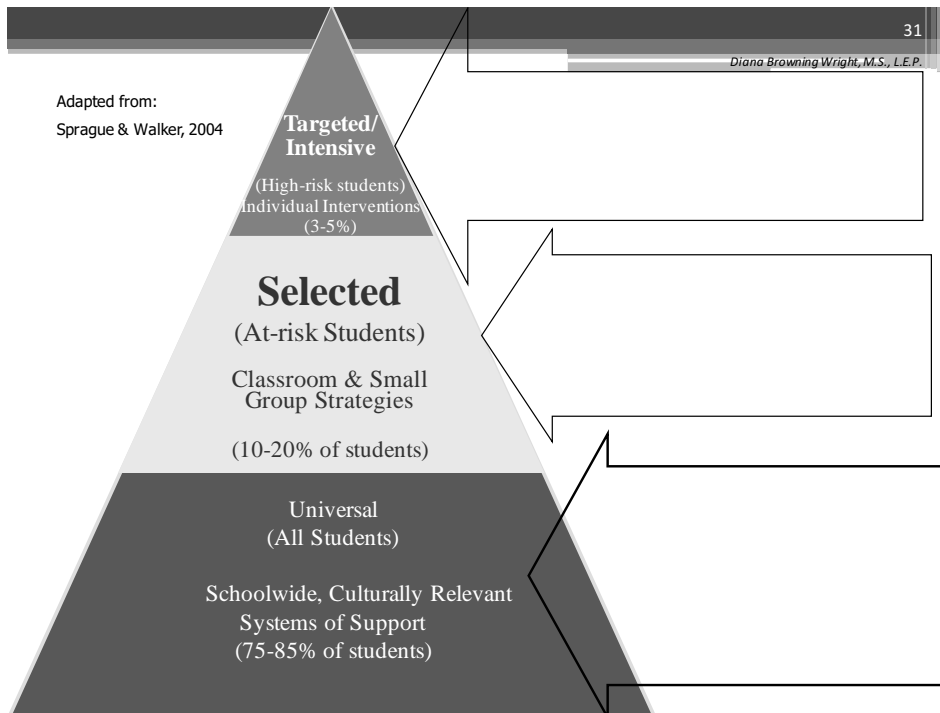 31
Diana Browning Wright, M.S., L.E.P.
Adapted from:
Sprague & Walker, 2004
Targeted/
Intensive
(High-risk students)
Individual Interventions
(3-5%)
Selected
(At-risk Students)
Classroom & Small
Group Strategies
(10-20% of students)
Universal
(All Students)
Schoolwide, Culturally Relevant
Systems of Support
(75-85% of students)